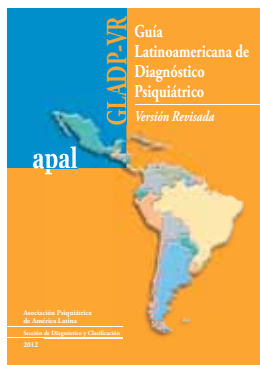 GLADP-VR
Guía
Latinoamericana de
Diagnóstico
Psiquiátrico
Versión Revisada
apal
Asociación Psiquiátrica
de América Latina
Sección de Diagnóstico y Clasificación
2012